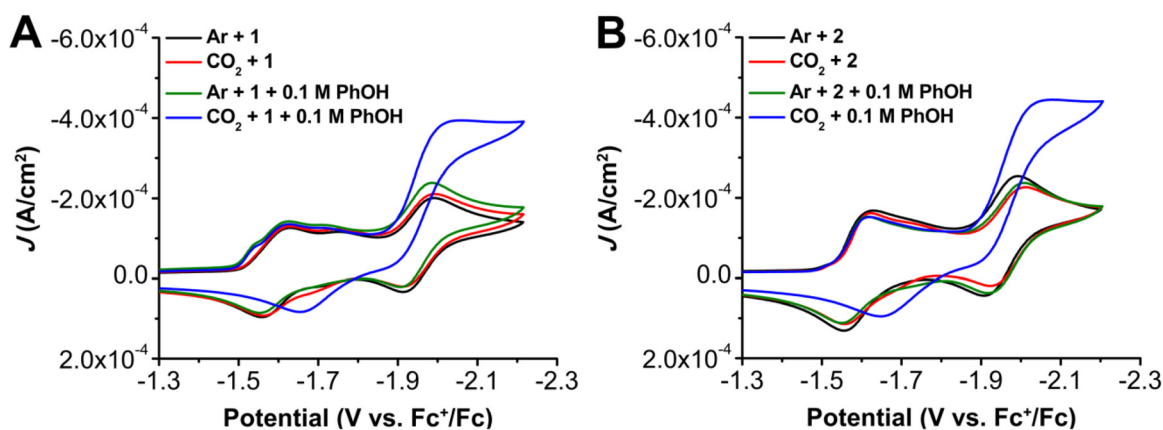 A
Ar + 1
CO₂ + 1
Ar + 1 + 0.1 M PhOH
CO₂ + 1 + 0.1 M PhOH
-6.0x10⁻⁴
-4.0x10⁻⁴
-2.0x10⁻⁴
0.0
2.0x10⁻⁴
J (A/cm²)
-1.3 -1.5 -1.7 -1.9 -2.1 -2.3
Potential (V vs. Fc⁺/Fc)
B
Ar + 2
CO₂ + 2
Ar + 2 + 0.1 M PhOH
CO₂ + 0.1 M PhOH
-6.0x10⁻⁴
-4.0x10⁻⁴
-2.0x10⁻⁴
0.0
2.0x10⁻⁴
J (A/cm²)
-1.3 -1.5 -1.7 -1.9 -2.1 -2.3
Potential (V vs. Fc⁺/Fc)